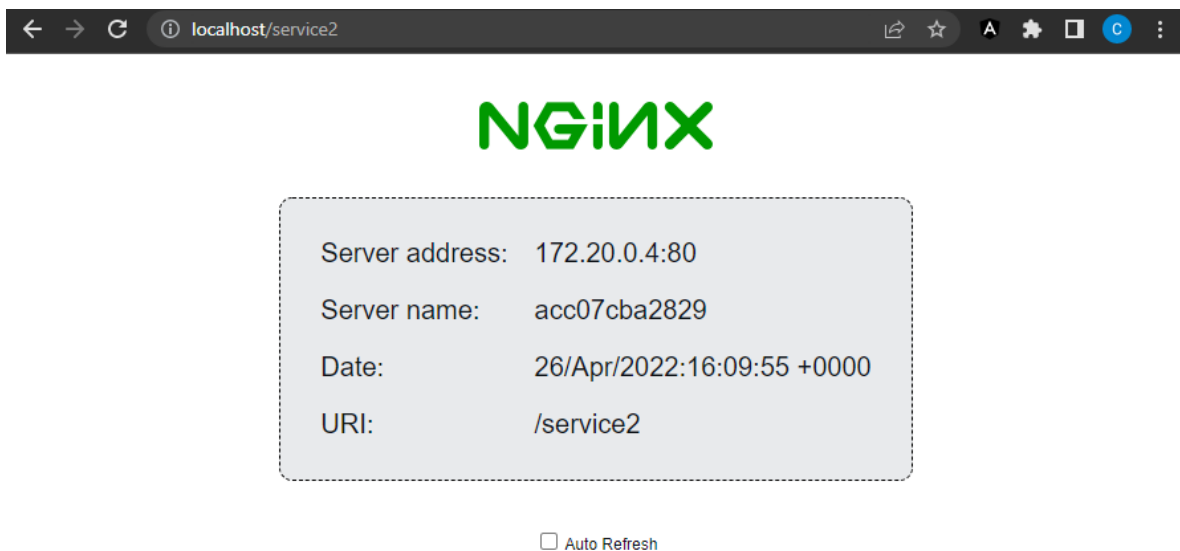 localhost/service2
A
C
NGINX
Server address: 172.20.0.4:80
Server name: acc07cba2829
Date: 26/Apr/2022:16:09:55 +0000
URI: /service2
Auto Refresh